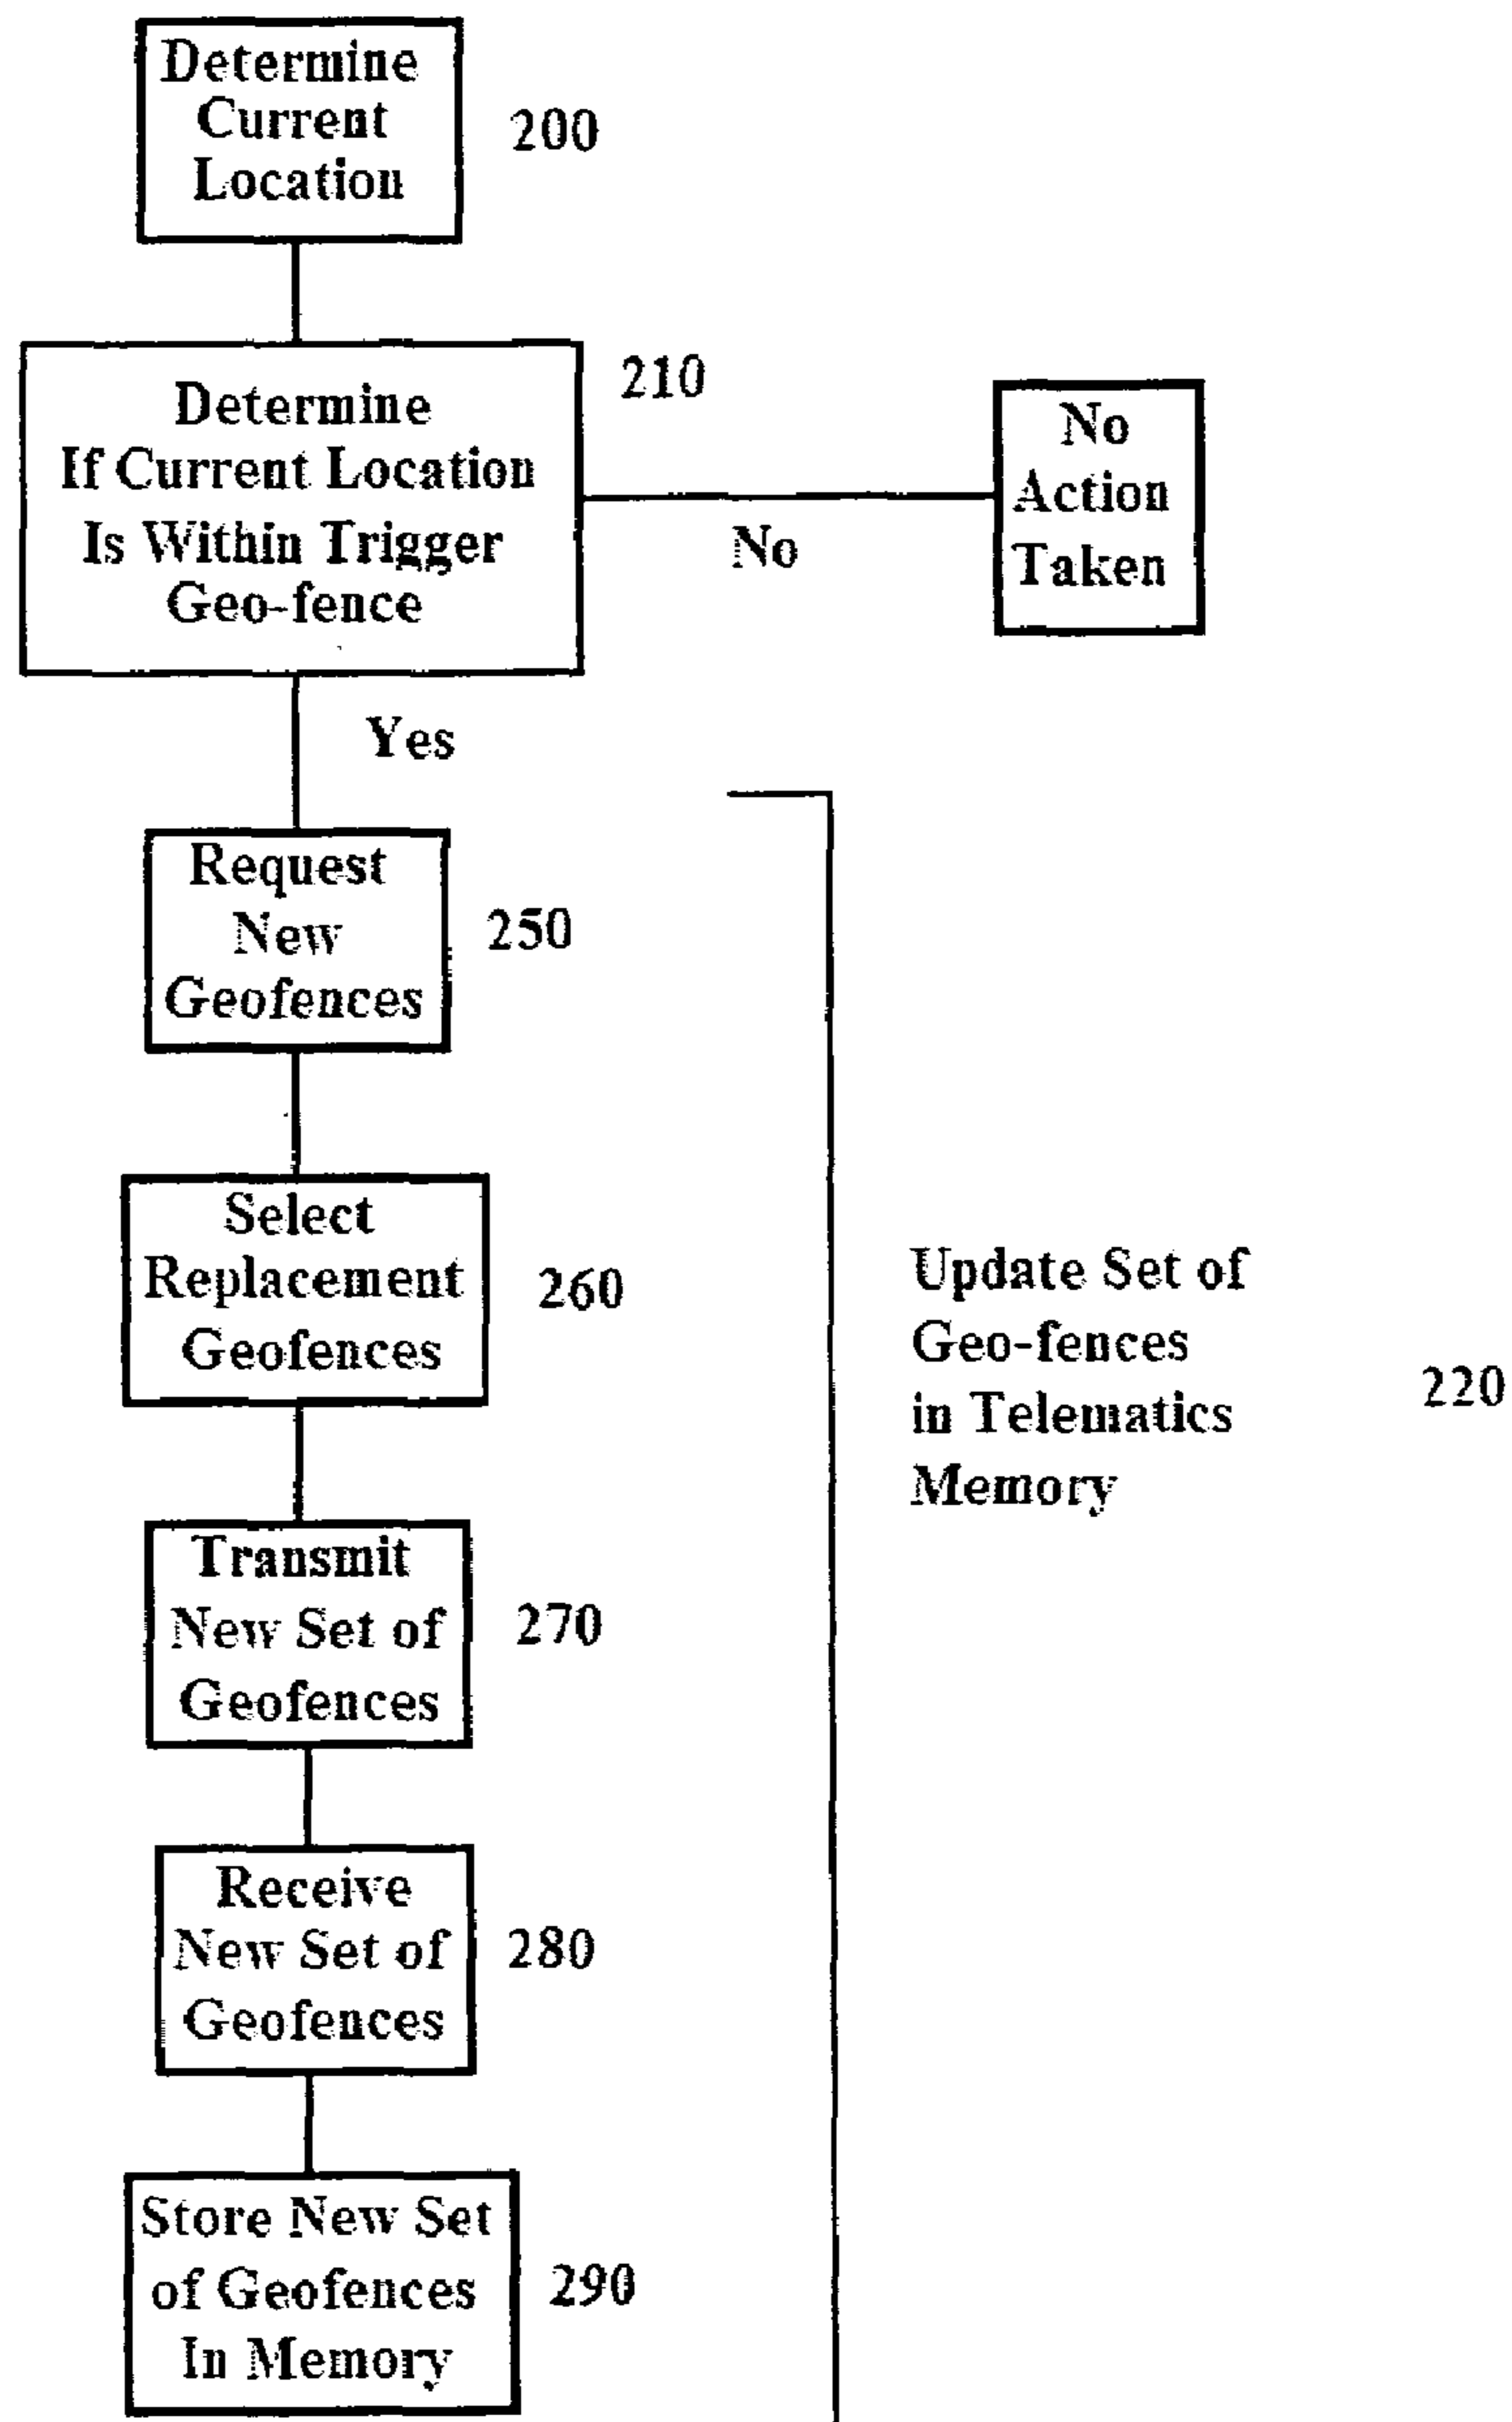 Determine
Current
Location
200
Determine
If Current Location
Is Within Trigger
Geo-fence
210
No
No
Action
Taken
Yes
Request
New
Geofences
250
Select
Replacement
Geofences
260
Transmit
New Set of
Geofences
270
Receive
New Set of
Geofences
280
Store New Set
of Geofences
In Memory
290
Update Set of
Geo-fences
in Telematics
Memory
220